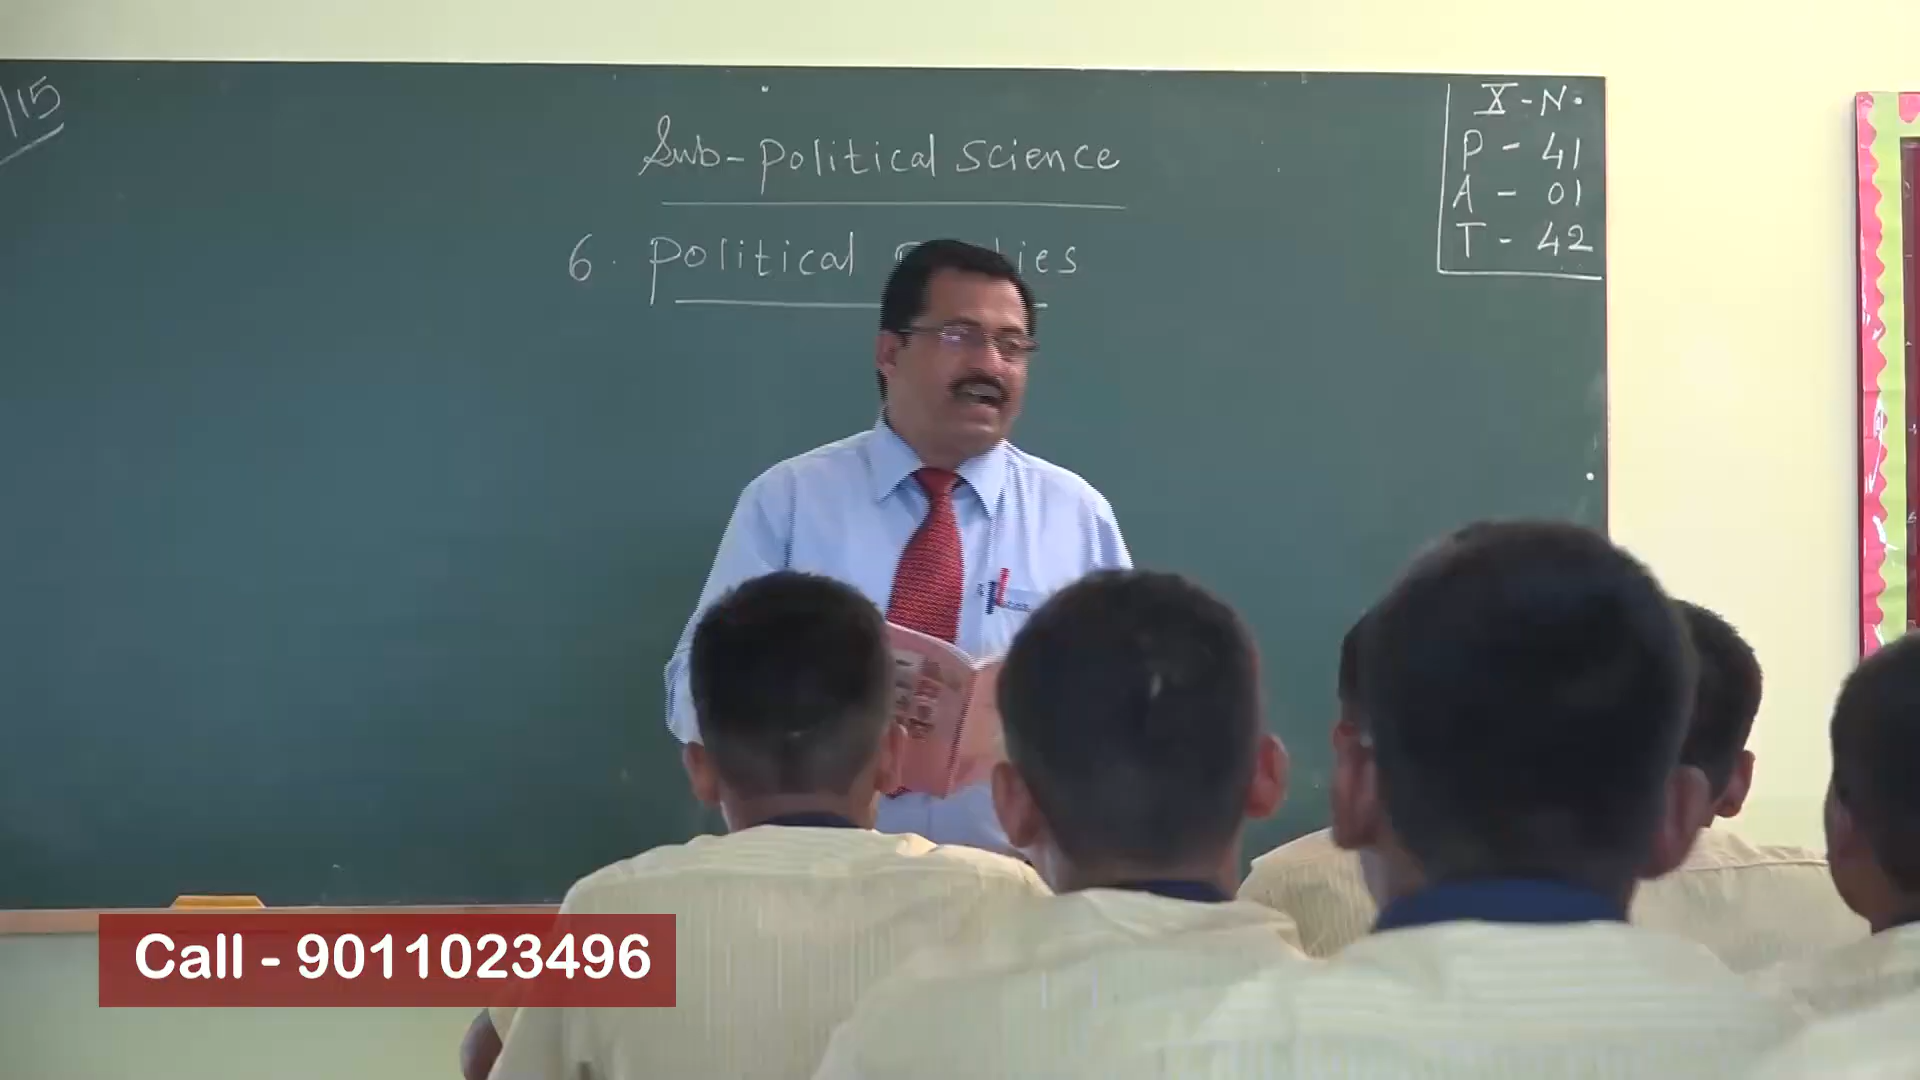 /15
Sub-Political Science
6. Political
X-N.
P - 41
A - 01
T - 42
Call - 9011023496